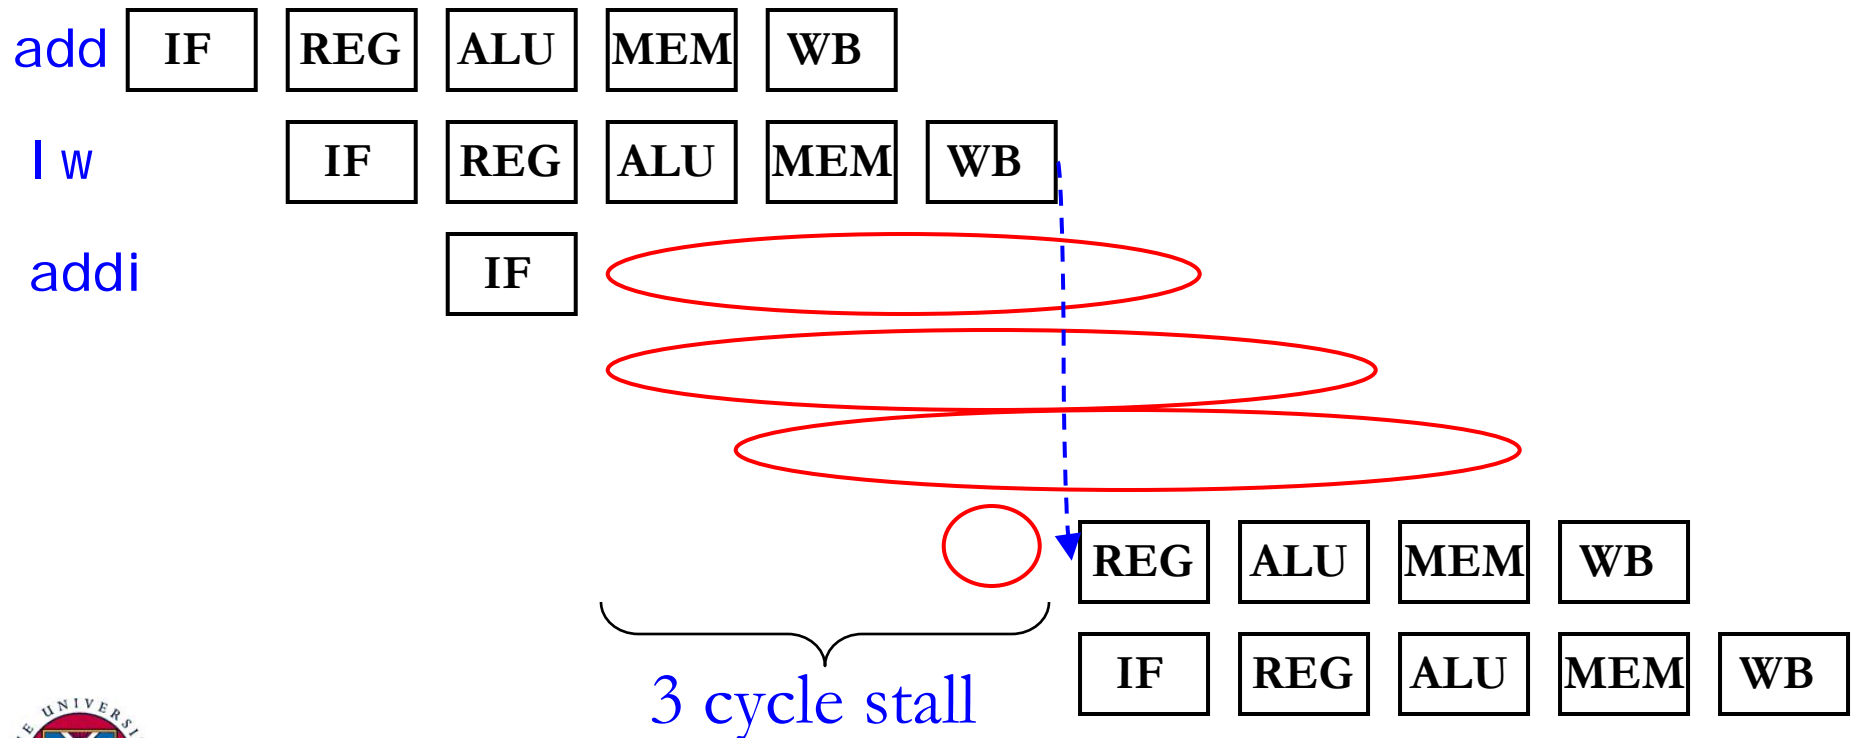 add IF REG ALU MEM WB
lw IF REG ALU MEM WB
addi IF
REG ALU MEM WB
3 cycle stall IF REG ALU MEM WB